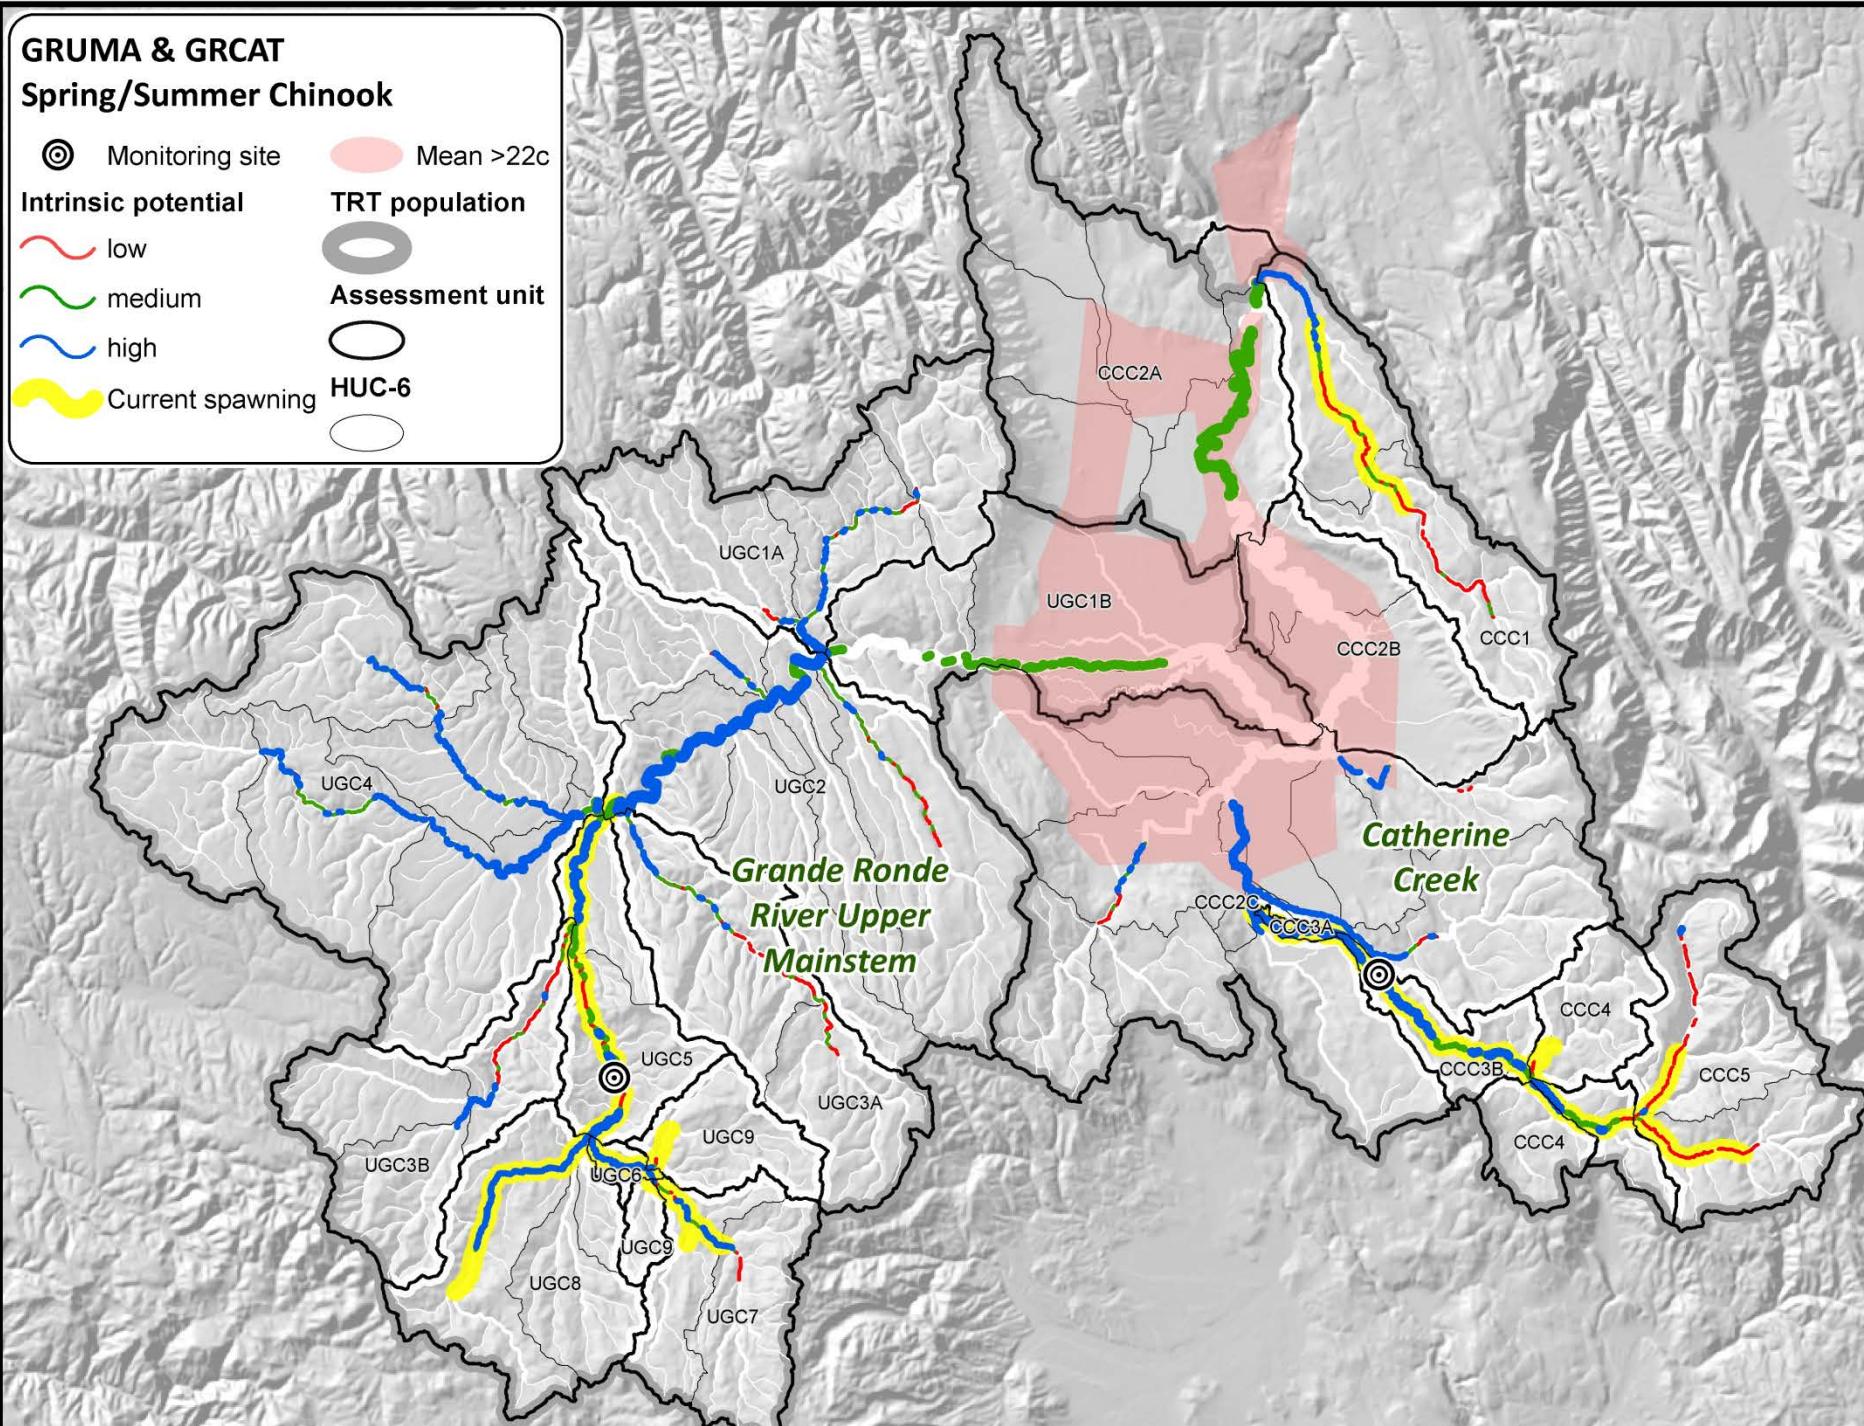 GRUMA & GRCAT
Spring/Summer Chinook
Monitoring site
Mean >22c
Intrinsic potential
TRT population
low
medium
Assessment unit
high
HUC-6
Current spawning
CCC2A
UGC1A
UGC1B
CCC2B
CCC1
UGC4
UGC2
Catherine
Creek
Grande Ronde
River Upper
Mainstem
CCC2C
CCC3A
CCC4
UGC5
CCC3B
CCC5
UGC3A
UGC9
CCC4
UGC3B
UGC6
UGC9
UGC8
UGC7